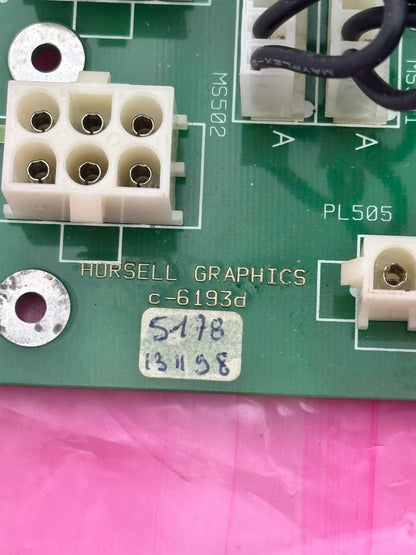 MS502
A
A
PL505
HORSELL GRAPHICS
c-6193d
5178
13 11 98